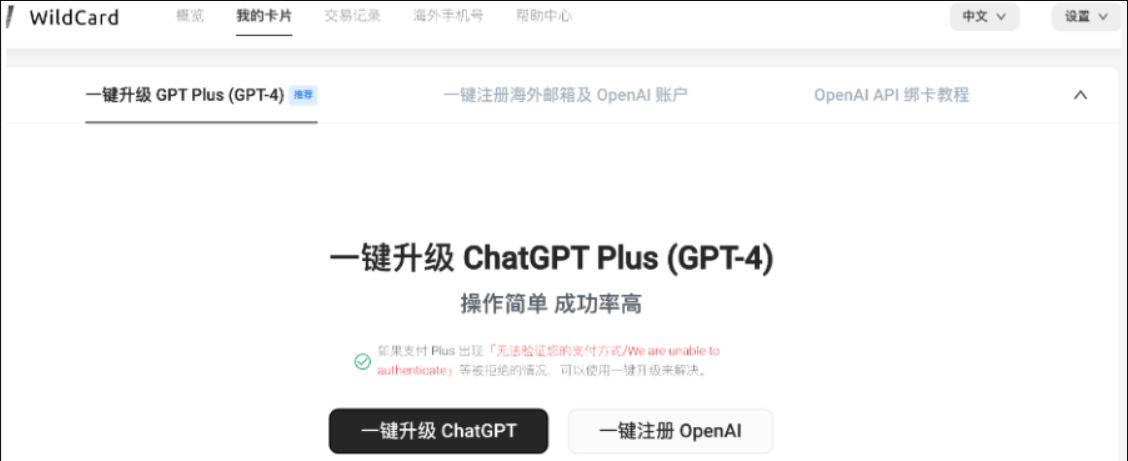 WildCard 概览 我的卡片 交易记录 海外手机号 帮助中心 中文 设置
一键升级 GPT Plus (GPT-4) 推荐 一键注册海外邮箱及 OpenAI 账户 OpenAI API 绑卡教程
一键升级 ChatGPT Plus (GPT-4)
操作简单 成功率高
如果支付 Plus 出现「无法验证您的支付方式/We are unable to
authenticate」等被拒绝的情况，可以使用一键升级来解决。
一键升级 ChatGPT 一键注册 OpenAI